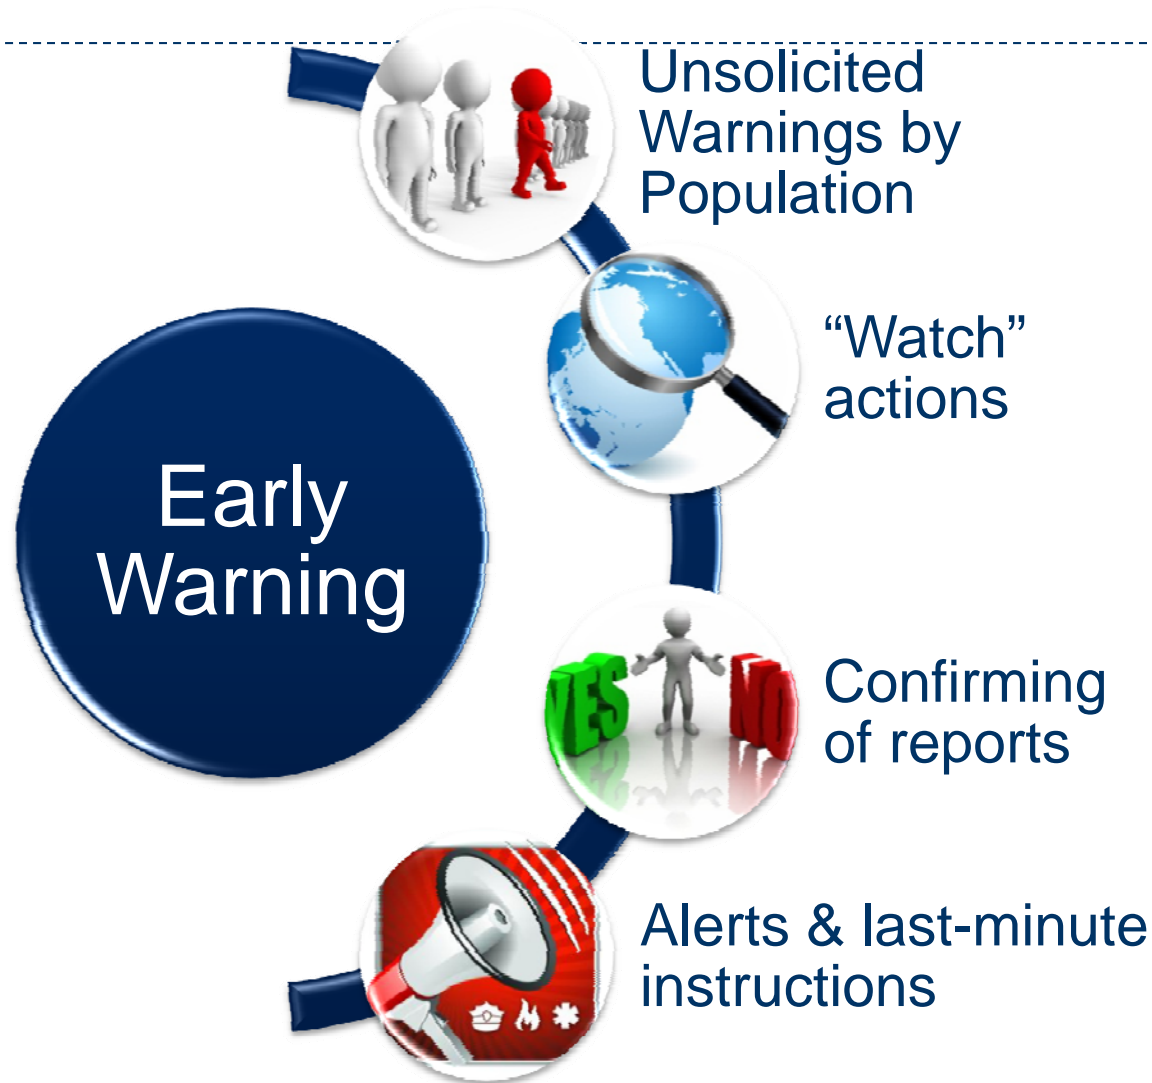 Unsolicited
Warnings by
Population
“Watch”
actions
Early
Warning
YES
NO
Confirming
of reports
Alerts & last-minute
instructions